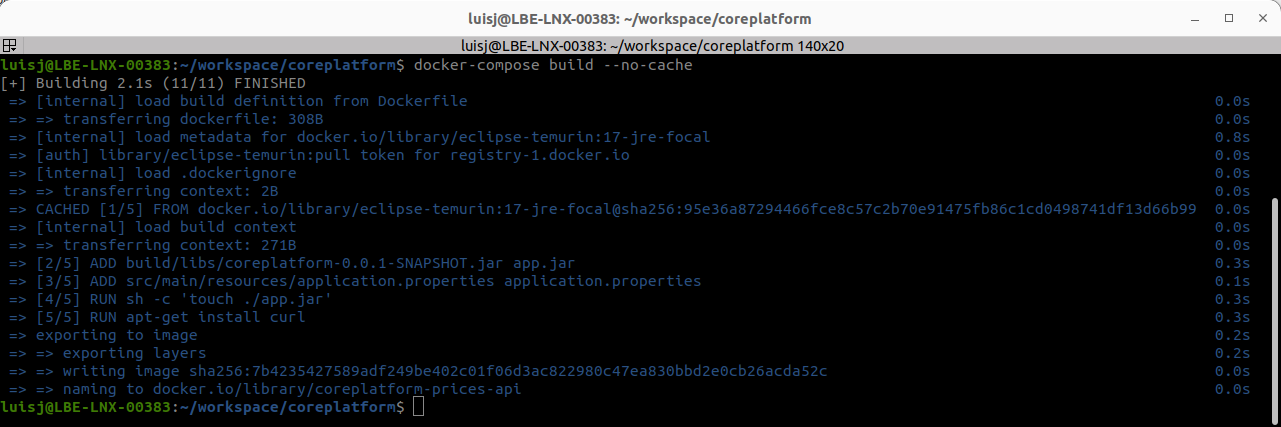 luisj@LBE-LNX-00383: ~/workspace/coreplatform
luisj@LBE-LNX-00383: ~/workspace/coreplatform 140x20
luisj@LBE-LNX-00383:~/workspace/coreplatform$ docker-compose build --no-cache
[+] Building 2.1s (11/11) FINISHED
=> [internal] load build definition from Dockerfile 0.0s
=> => transferring dockerfile: 308B 0.0s
=> [internal] load metadata for docker.io/library/eclipse-temurin:17-jre-focal 0.8s
=> [auth] library/eclipse-temurin:pull token for registry-1.docker.io 0.0s
=> [internal] load .dockerignore 0.0s
=> => transferring context: 2B 0.0s
=> CACHED [1/5] FROM docker.io/library/eclipse-temurin:17-jre-focal@sha256:95e36a87294466fce8c57c2b70e91475fb86c1cd0498741df13d66b99 0.0s
=> [internal] load build context 0.0s
=> => transferring context: 271B 0.0s
=> [2/5] ADD build/libs/coreplatform-0.0.1-SNAPSHOT.jar app.jar 0.3s
=> [3/5] ADD src/main/resources/application.properties application.properties 0.1s
=> [4/5] RUN sh -c 'touch ./app.jar' 0.3s
=> [5/5] RUN apt-get install curl 0.3s
=> exporting to image 0.2s
=> => exporting layers 0.2s
=> => writing image sha256:7b4235427589adf249be402c01f06d3ac822980c47ea830bbd2e0cb26acda52c 0.0s
=> => naming to docker.io/library/coreplatform-prices-api 0.0s
luisj@LBE-LNX-00383:~/workspace/coreplatform$